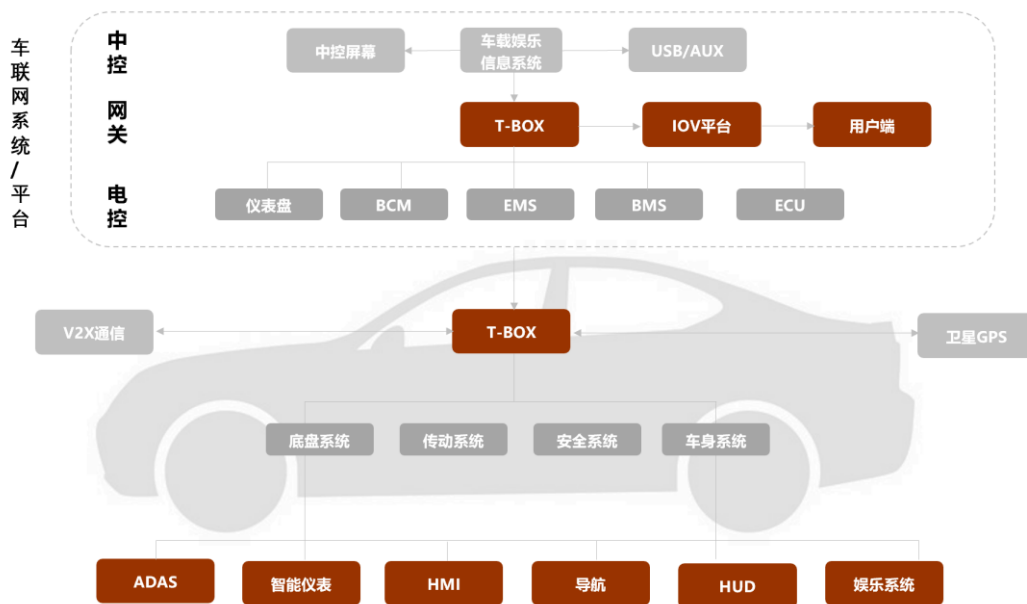 车联网系统/平台
中控
中控屏幕
车载娱乐
信息系统
USB/AUX
网关
T-BOX
IOV平台
用户端
电控
仪表盘
BCM
EMS
BMS
ECU
V2X通信
T-BOX
卫星GPS
底盘系统
传动系统
安全系统
车身系统
ADAS
智能仪表
HMI
导航
HUD
娱乐系统